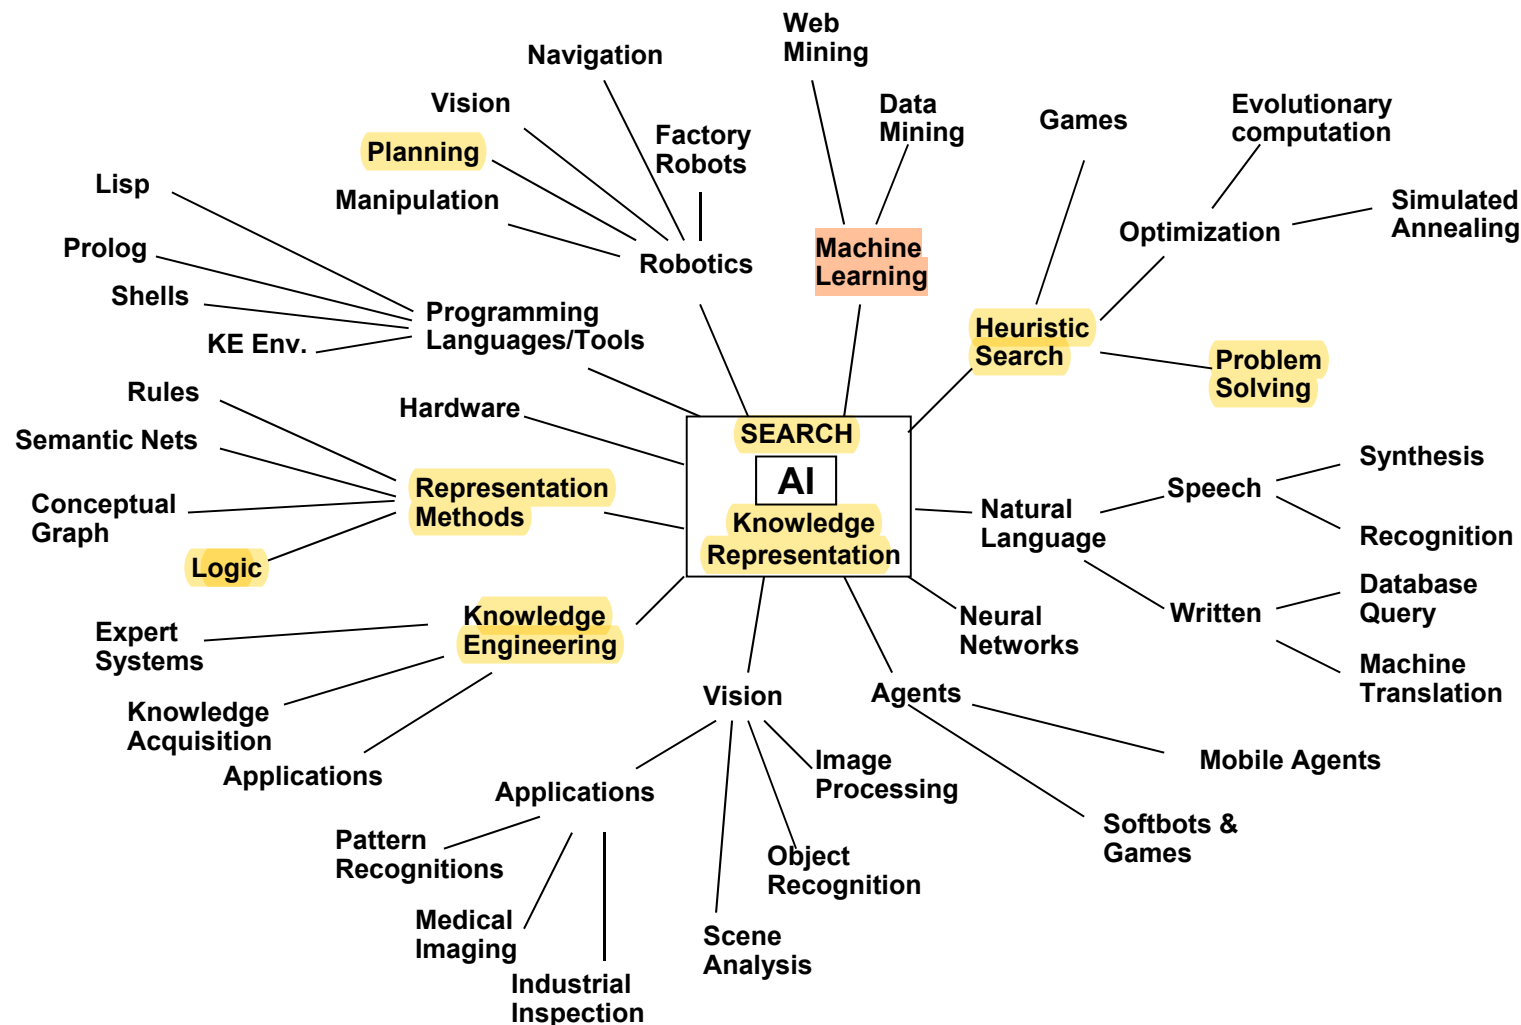 Web
Mining
Navigation
Vision
Data
Mining
Evolutionary
computation
Games
Factory
Robots
Planning
Lisp
Manipulation
Simulated
Annealing
Optimization
Prolog
Machine
Learning
Robotics
Shells
Programming
Languages/Tools
Heuristic
Search
KE Env.
Problem
Solving
Rules
Hardware
SEARCH
Semantic Nets
Synthesis
AI
Representation
Methods
Speech
Conceptual
Graph
Natural
Language
Knowledge
Representation
Recognition
Logic
Database
Query
Knowledge
Engineering
Neural
Networks
Written
Expert
Systems
Machine
Translation
Vision
Agents
Knowledge
Acquisition
Image
Processing
Mobile Agents
Applications
Applications
Softbots &
Games
Pattern
Recognitions
Object
Recognition
Medical
Imaging
Scene
Analysis
Industrial
Inspection